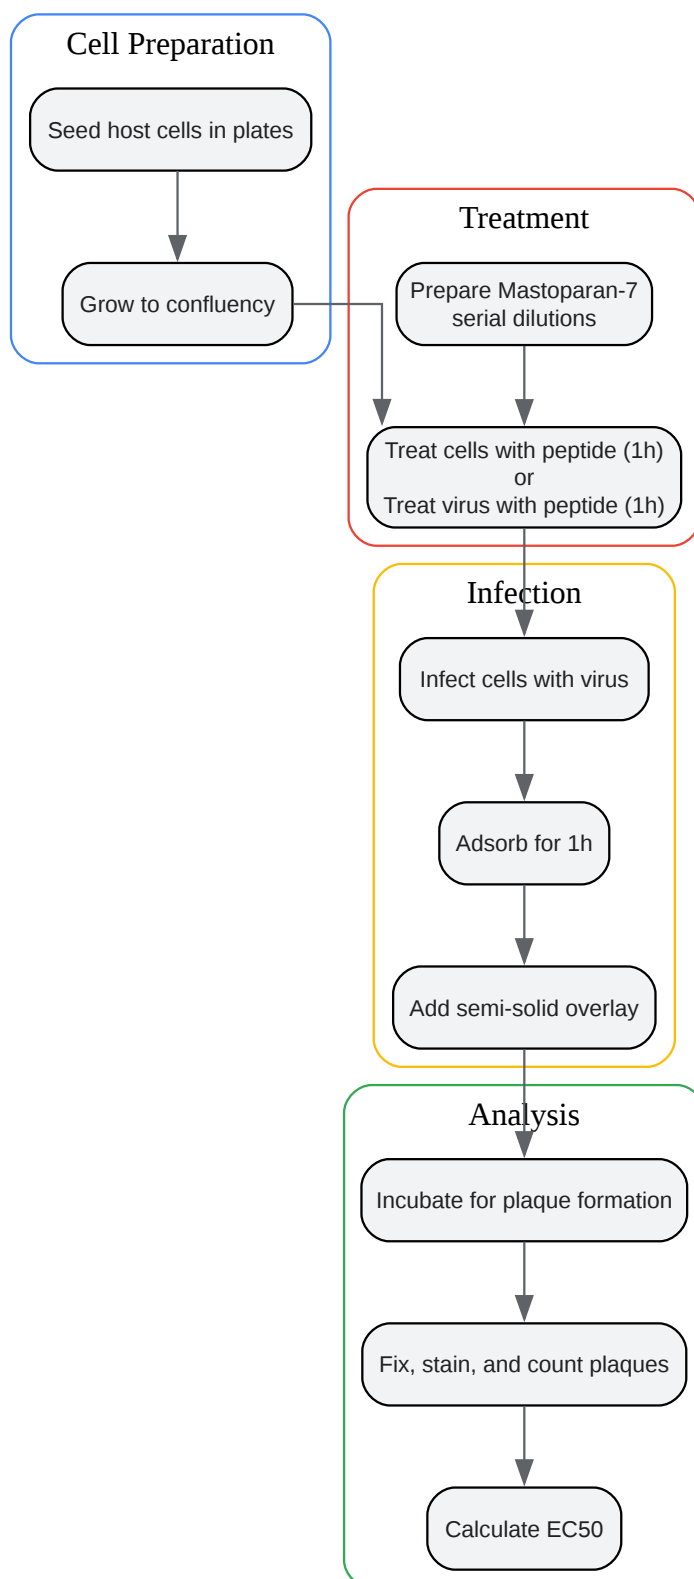 Cell Preparation
Seed host cells in plates
Grow to confluency
Treatment
Prepare Mastoparan-7
serial dilutions
Treat cells with peptide (1h)
or
Treat virus with peptide (1h)
Infection
Infect cells with virus
Adsorb for 1h
Add semi-solid overlay
Analysis
Incubate for plaque formation
Fix, stain, and count plaques
Calculate EC50